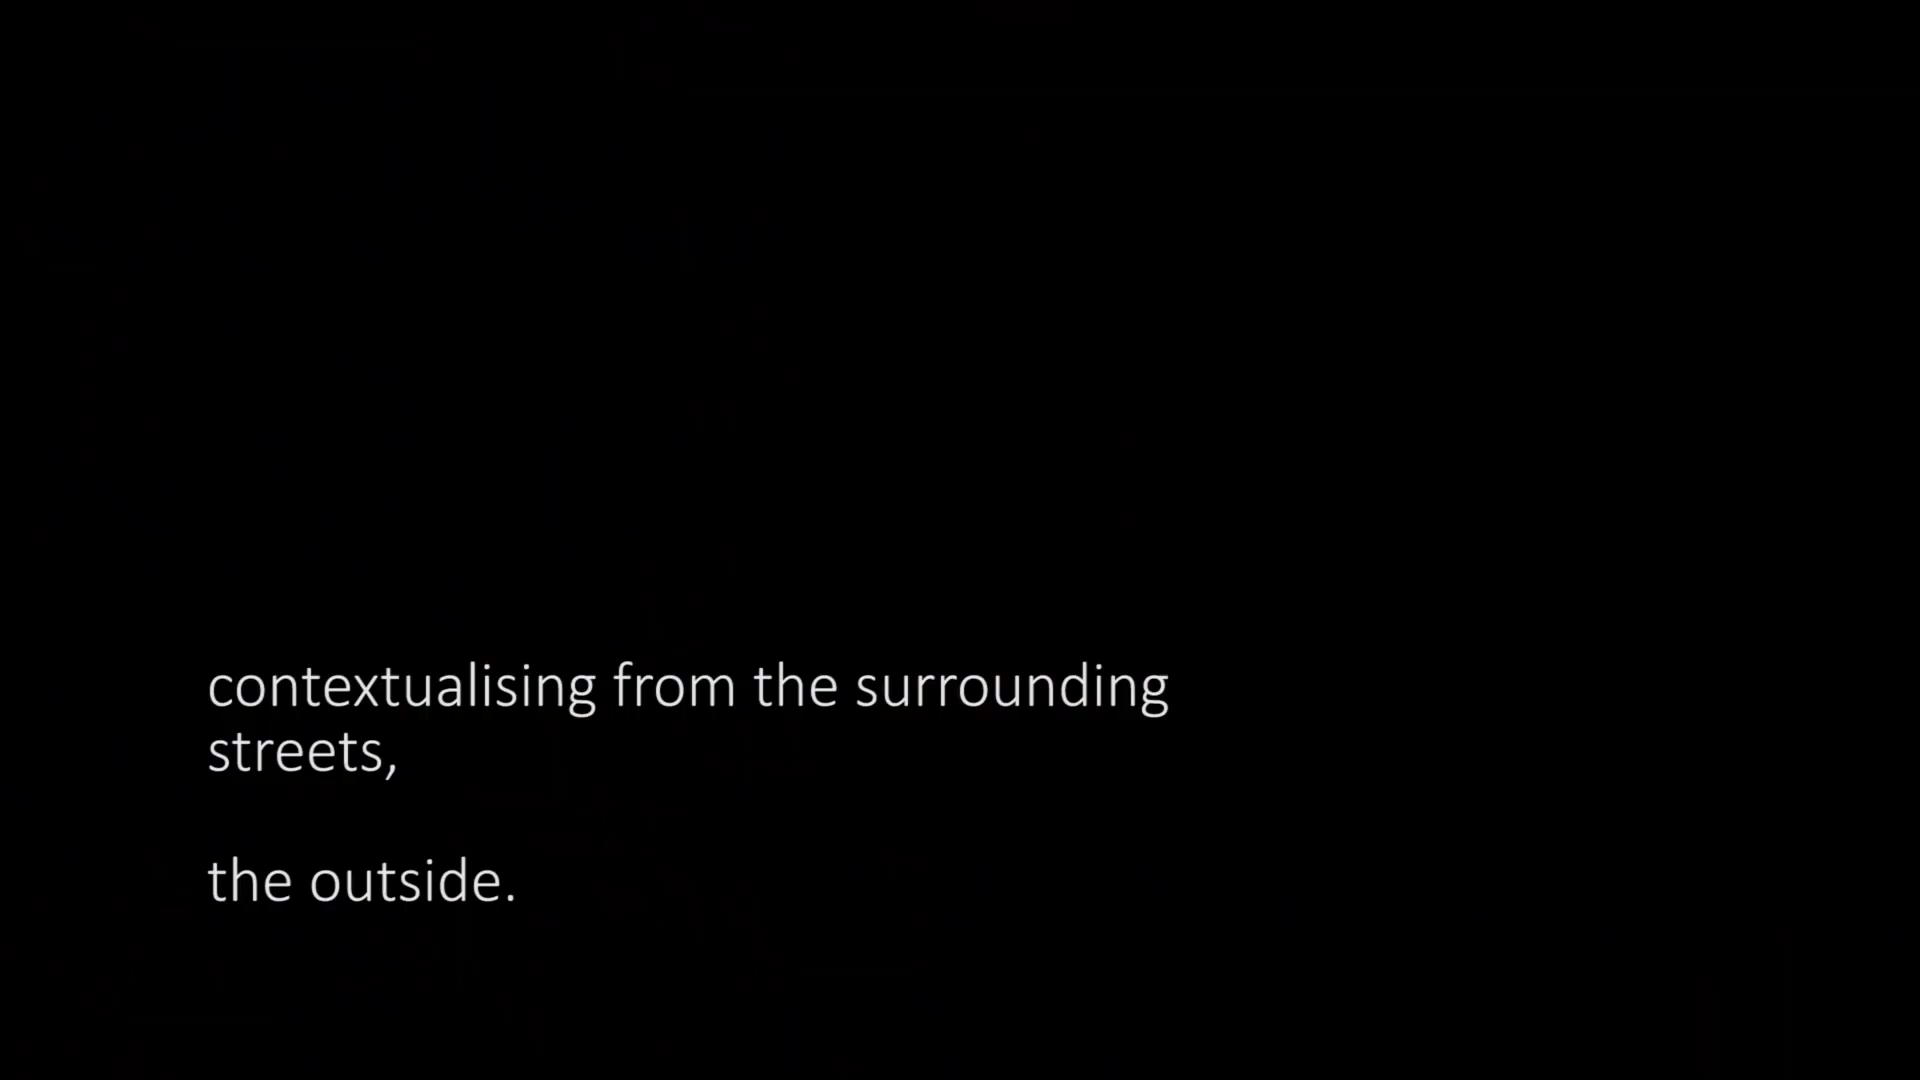 contextualising from the surrounding
streets,
the outside.